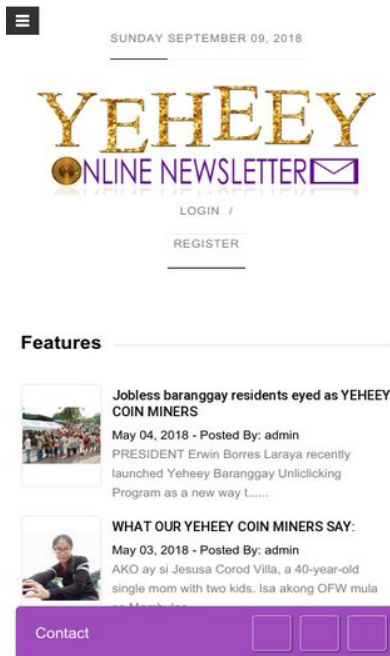 SUNDAY SEPTEMBER 09, 2018
YEHEEY
ONLINE NEWSLETTER
LOGIN /
REGISTER
Features
Jobless baranggay residents eyed as YEHEEY
COIN MINERS
May 04, 2018 - Posted By: admin
PRESIDENT Erwin Borres Laraya recently
launched Yeheey Baranggay Unliclicking
Program as a new way t......
WHAT OUR YEHEEY COIN MINERS SAY:
May 03, 2018 - Posted By: admin
AKO ay si Jesusa Corod Villa, a 40-year-old
single mom with two kids. Isa akong OFW mula
Contact